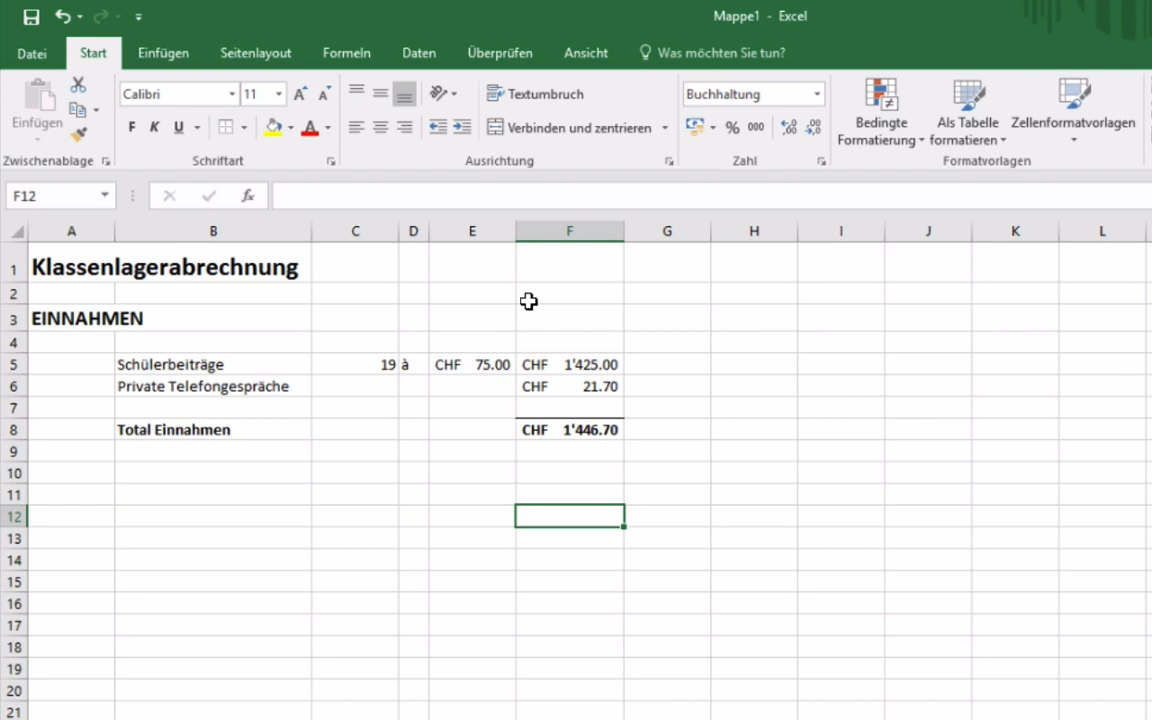 Mappe1 - Excel
Datei Start Einfügen Seitenlayout Formeln Daten Überprüfen Ansicht Was möchten Sie tun?
Einfügen
Calibri 11
F K U A
Textumbruch
Verbinden und zentrieren
Buchhaltung
% 000
Bedingte Formatierung
Als Tabelle formatieren
Zellenformatvorlagen
Zwischenablage Schriftart Ausrichtung Zahl Formatvorlagen
F12 fx
A B C D E F G H I J K L
1 Klassenlagerabrechnung
2
3 EINNAHMEN
4
5 Schülerbeiträge 19 à CHF 75.00 CHF 1'425.00
6 Private Telefongespräche CHF 21.70
7
8 Total Einnahmen CHF 1'446.70
9
10
11
12
13
14
15
16
17
18
19
20
21